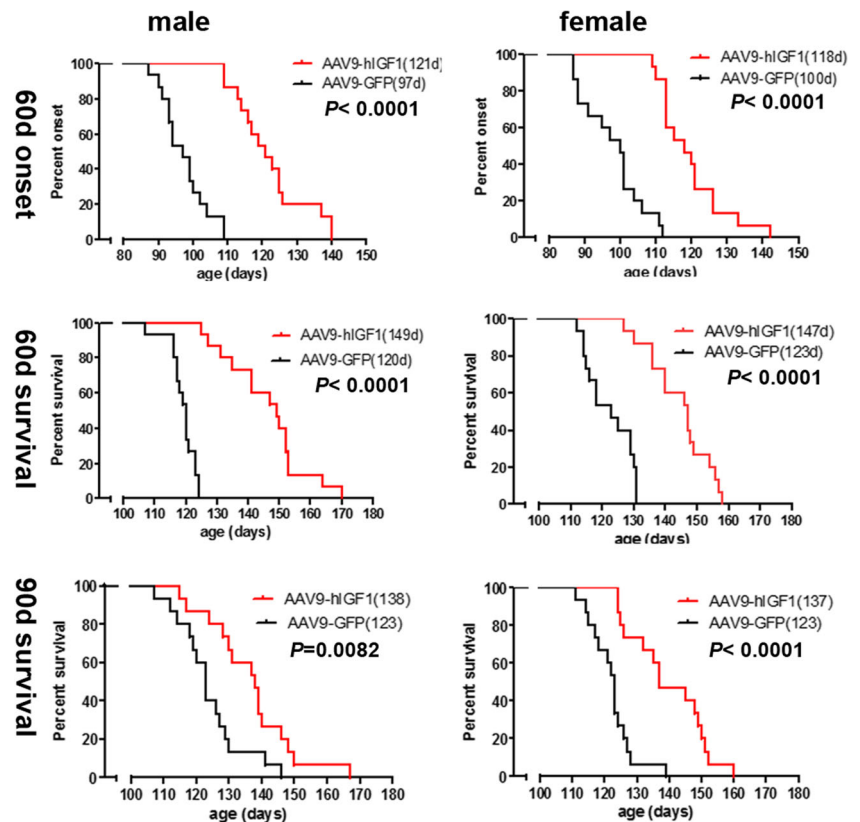 male
female
60d onset
Percent onset
100
80
60
40
20
0
80 90 100 110 120 130 140 150
age (days)
AAV9-hIGF1(121d)
AAV9-GFP(97d)
P< 0.0001
Percent onset
100
80
60
40
20
0
80 90 100 110 120 130 140 150
age (days)
AAV9-hIGF1(118d)
AAV9-GFP(100d)
P< 0.0001
60d survival
Percent survival
100
80
60
40
20
0
100 110 120 130 140 150 160 170 180
age (days)
AAV9-hIGF1(149d)
AAV9-GFP(120d)
P< 0.0001
Percent survival
100
80
60
40
20
0
100 110 120 130 140 150 160 170 180
age (days)
AAV9-hIGF1(147d)
AAV9-GFP(123d)
P< 0.0001
90d survival
Percent survival
100
80
60
40
20
0
100 110 120 130 140 150 160 170 180
age (days)
AAV9-hIGF1(138)
AAV9-GFP(123)
P=0.0082
Percent survival
100
80
60
40
20
0
100 110 120 130 140 150 160 170 180
age (days)
AAV9-hIGF1(137)
AAV9-GFP(123)
P< 0.0001